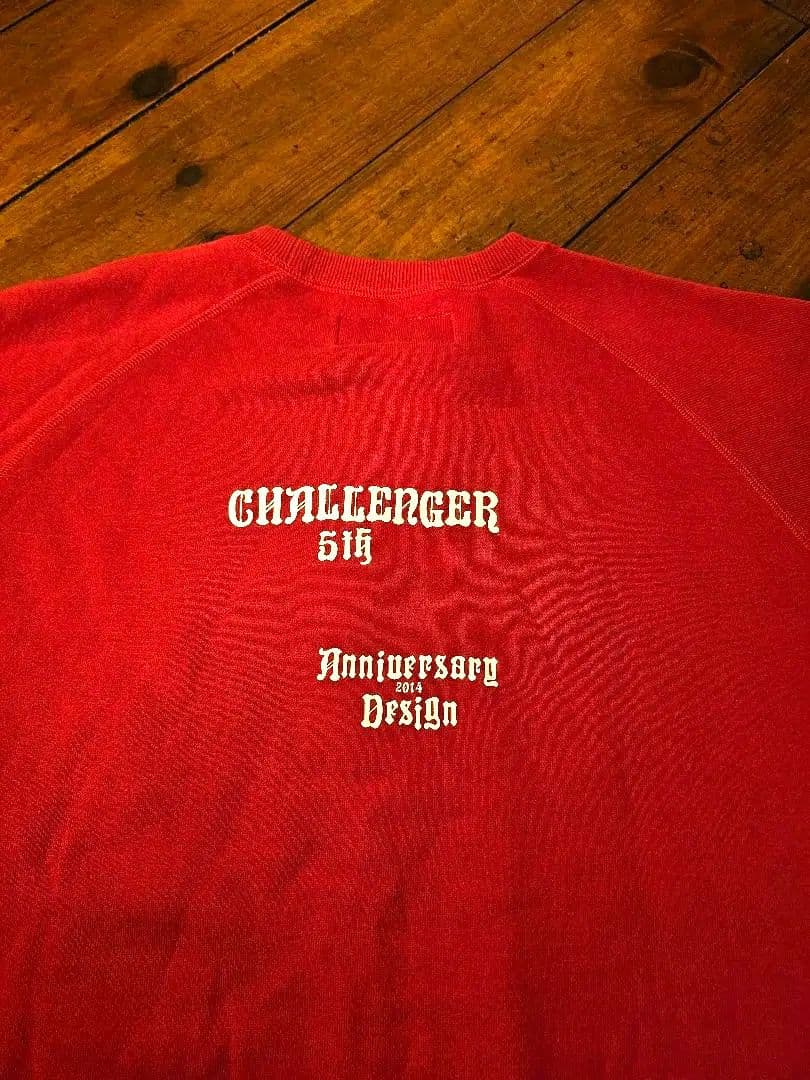 CHALLENGER
5th
Anniversary
2014
Design